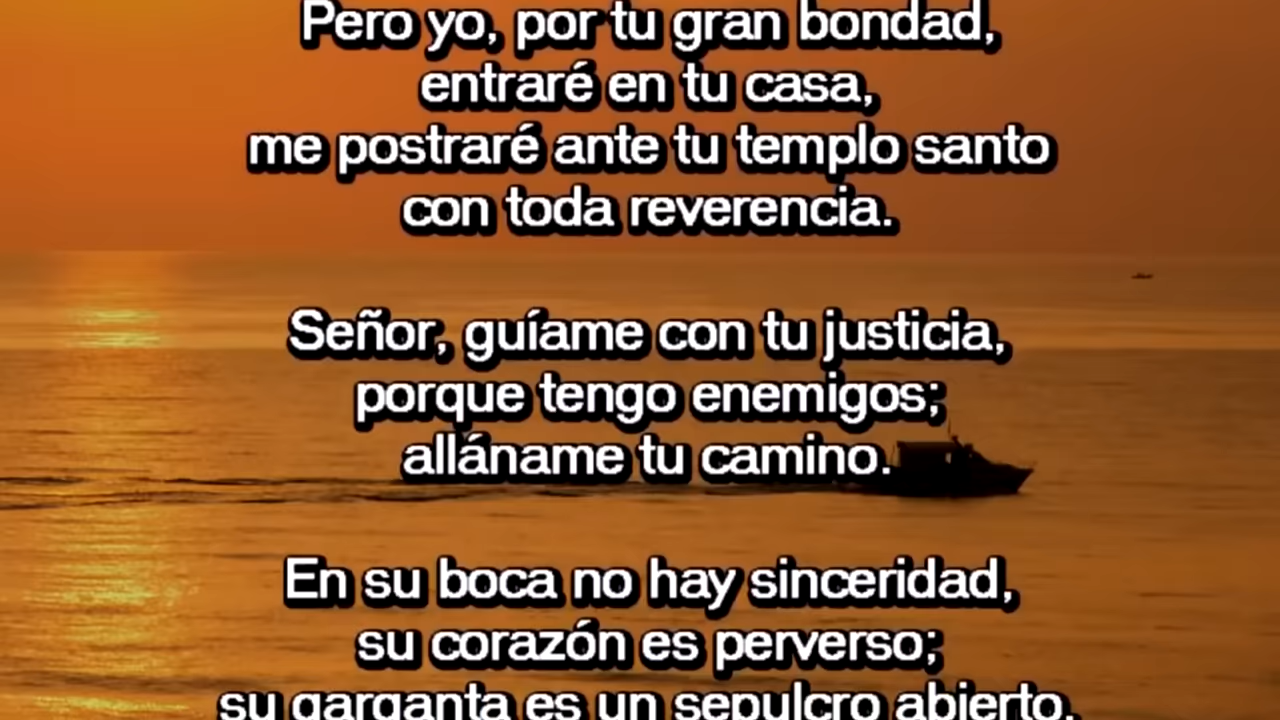 Pero yo, por tu gran bondad,
entraré en tu casa,
me postraré ante tu templo santo
con toda reverencia.
Señor, guíame con tu justicia,
porque tengo enemigos;
alláname tu camino.
En su boca no hay sinceridad,
su corazón es perverso;
su garganta es un sepulcro abierto,